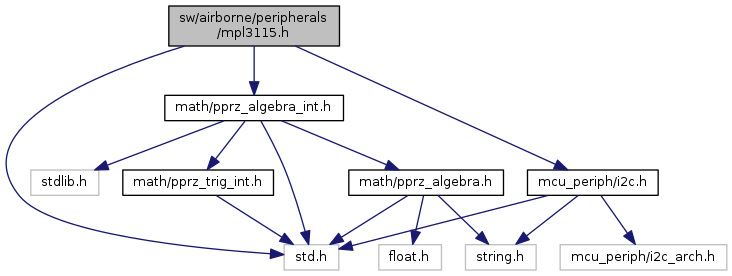 sw/airborne/peripherals
/mpl3115.h
math/pprz_algebra_int.h
stdlib.h
math/pprz_trig_int.h
math/pprz_algebra.h
mcu_periph/i2c.h
std.h
float.h
string.h
mcu_periph/i2c_arch.h